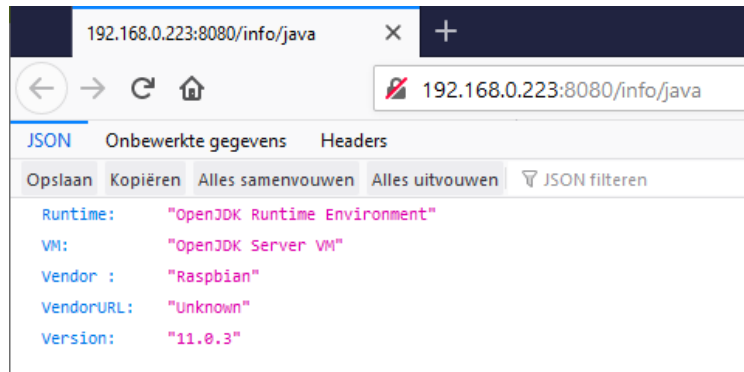 192.168.0.223:8080/info/java
192.168.0.223:8080/info/java
JSON Onbewerkte gegevens Headers
Opslaan Kopiëren Alles samenvouwen Alles uitvouwen JSON filteren
Runtime: "OpenJDK Runtime Environment"
VM: "OpenJDK Server VM"
Vendor : "Raspbian"
VendorURL: "Unknown"
Version: "11.0.3"